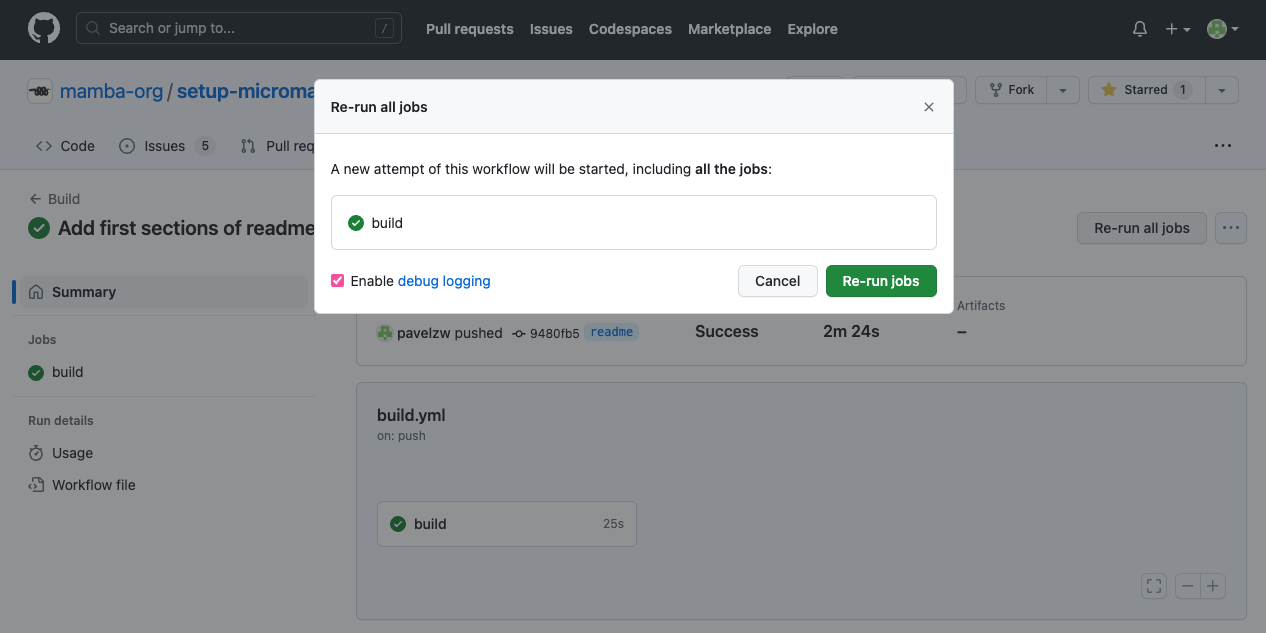 Search or jump to...
/
Pull requests
Issues
Codespaces
Marketplace
Explore
mamba-org / setup-microma
Fork
Starred 1
Code
Issues 5
Pull req
Re-run all jobs
A new attempt of this workflow will be started, including all the jobs:
build
Enable debug logging
Cancel
Re-run jobs
Build
Add first sections of readme
Re-run all jobs
Summary
Jobs
build
Run details
Usage
Workflow file
Artifacts
pavelzw pushed 9480fb5 readme
Success
2m 24s
–
build.yml
on: push
build
25s